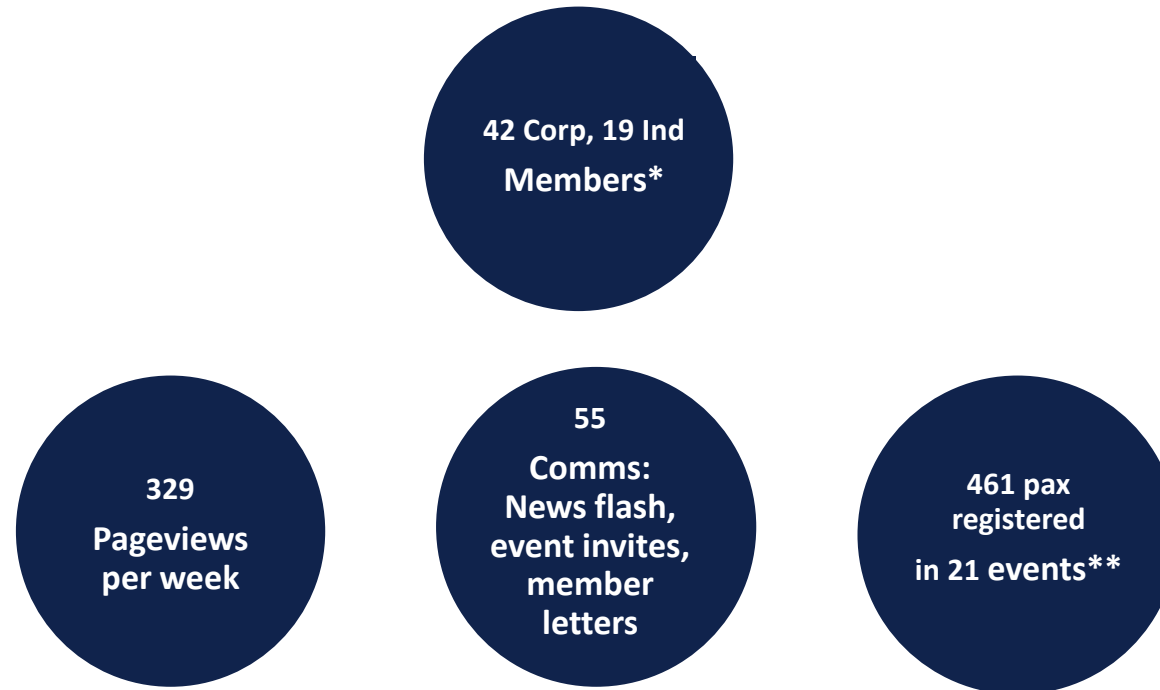 42 Corp, 19 Ind
Members*
329
Pageviews
per week
55
Comms:
News flash,
event invites,
member
letters
461 pax
registered
in 21 events**